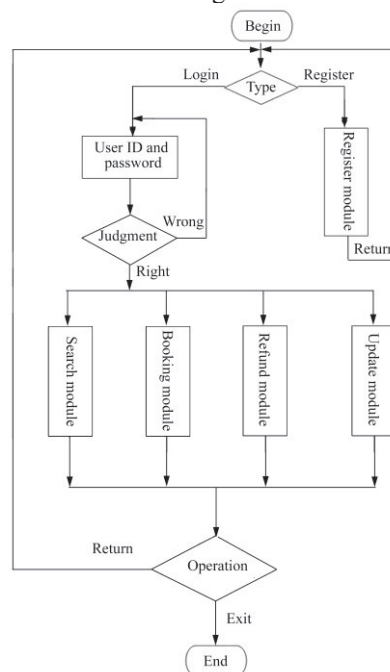 Begin
Login
Type
Register
User ID and
password
Register module
Wrong
Judgment
Return
Right
Search module
Booking module
Refund module
Update module
Return
Operation
Exit
End